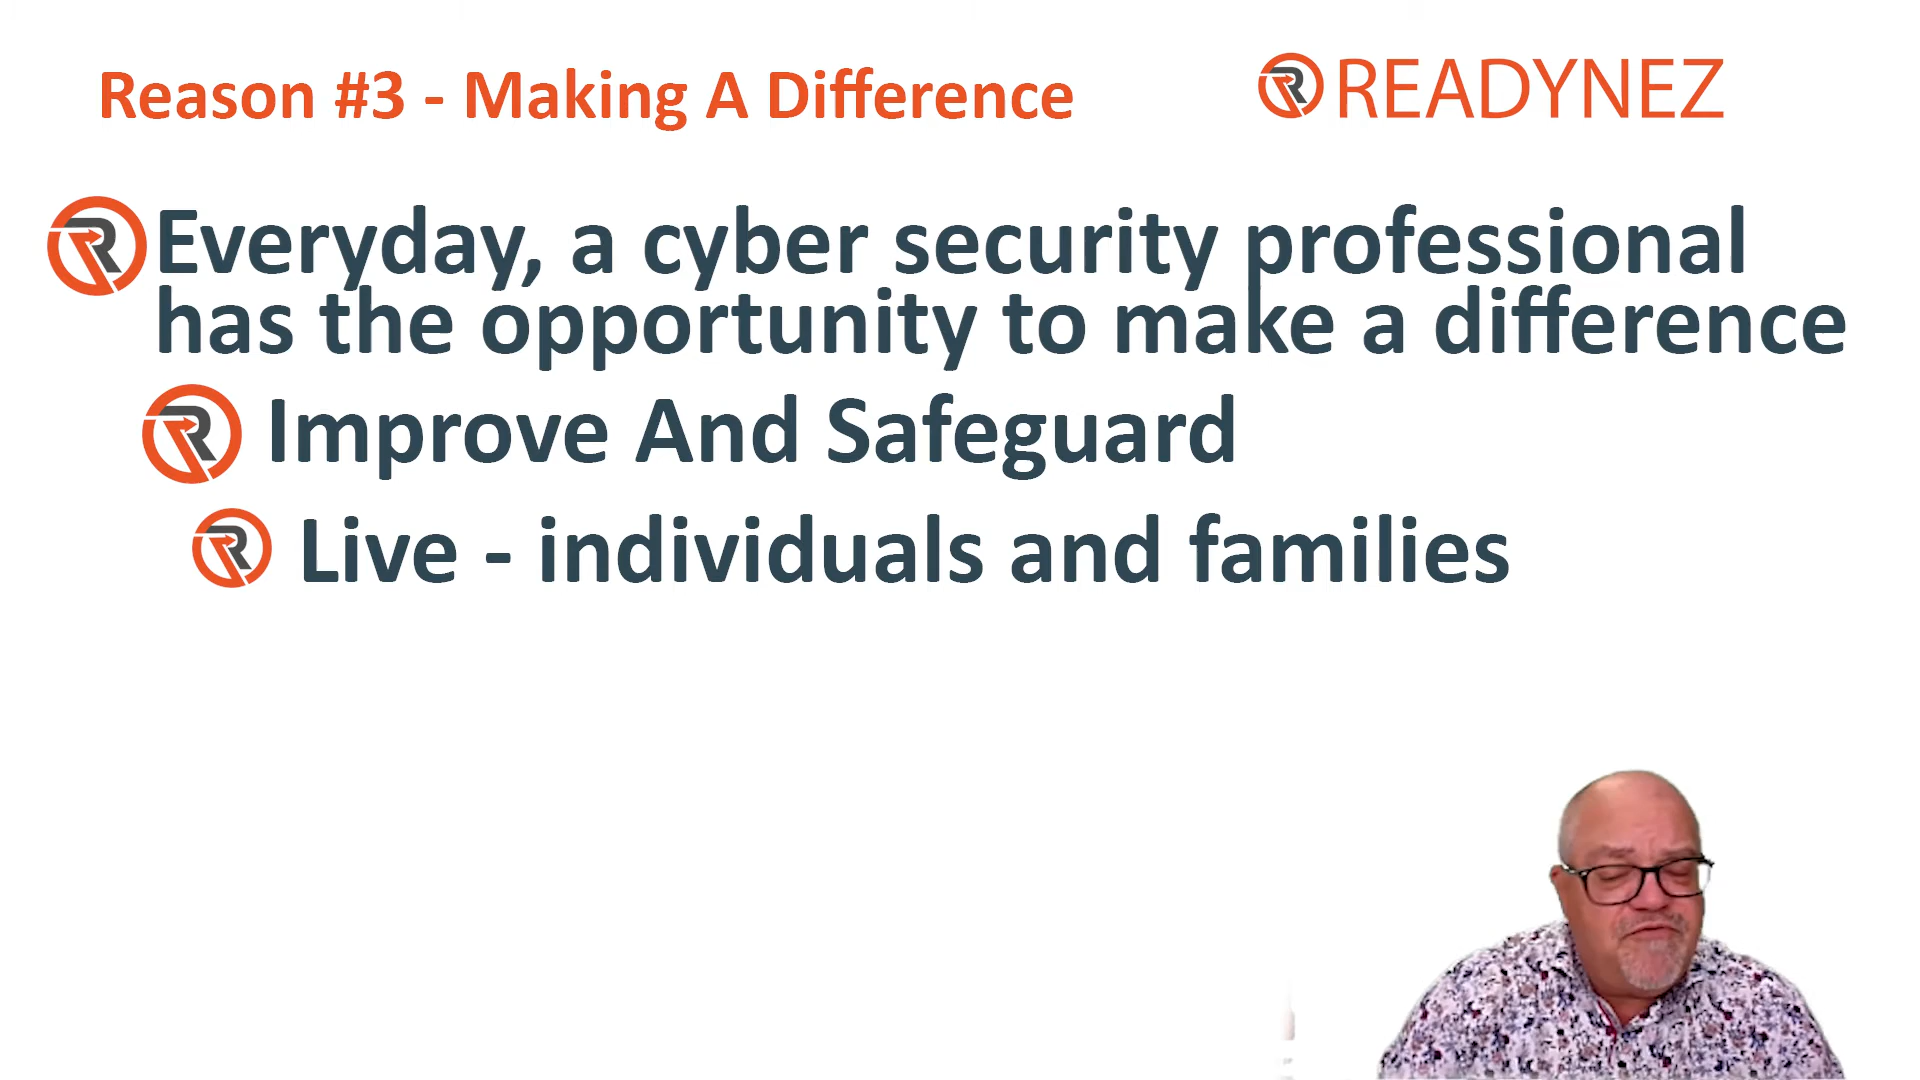 Reason #3 - Making A Difference
READYNEZ
Everyday, a cyber security professional
has the opportunity to make a difference
Improve And Safeguard
Live - individuals and families